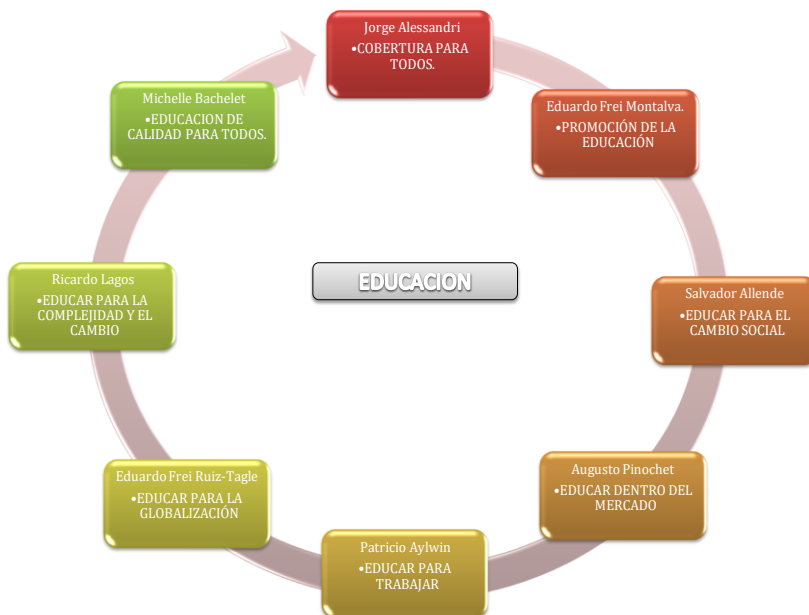 Jorge Alessandri
•COBERTURA PARA
TODOS.
Eduardo Frei Montalva.
•PROMOCIÓN DE LA
EDUCACIÓN
Salvador Allende
•EDUCAR PARA EL
CAMBIO SOCIAL
Augusto Pinochet
•EDUCAR DENTRO DEL
MERCADO
Patricio Aylwin
•EDUCAR PARA
TRABAJAR
Eduardo Frei Ruiz-Tagle
•EDUCAR PARA LA
GLOBALIZACIÓN
Ricardo Lagos
•EDUCAR PARA LA
COMPLEJIDAD Y EL
CAMBIO
Michelle Bachelet
•EDUCACION DE
CALIDAD PARA TODOS.
EDUCACION